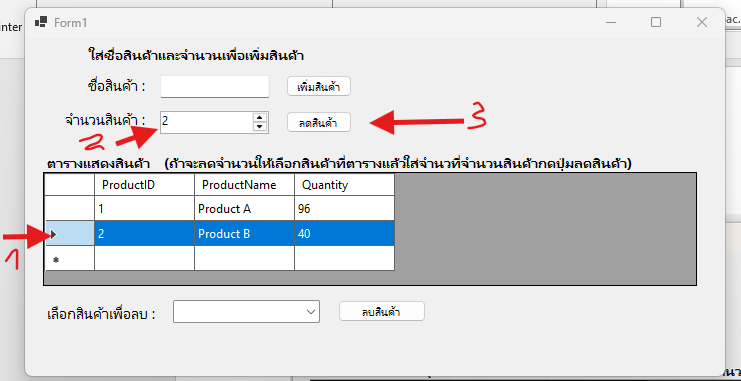 inter
Form1
pac.
ใส่ชื่อสินค้าและจำนวนเพื่อเพิ่มสินค้า
ชื่อสินค้า :
เพิ่มสินค้า
จำนวนสินค้า :
2
ลดสินค้า
3
2
ตารางแสดงสินค้า (ถ้าจะลดจำนวนให้เลือกสินค้าที่ตารางแล้วใส่จำนวที่จำนวนสินค้ากดปุ่มลดสินค้า)
ProductID ProductName Quantity
1 Product A 96
2 Product B 40
1
เลือกสินค้าเพื่อลบ :
ลบสินค้า